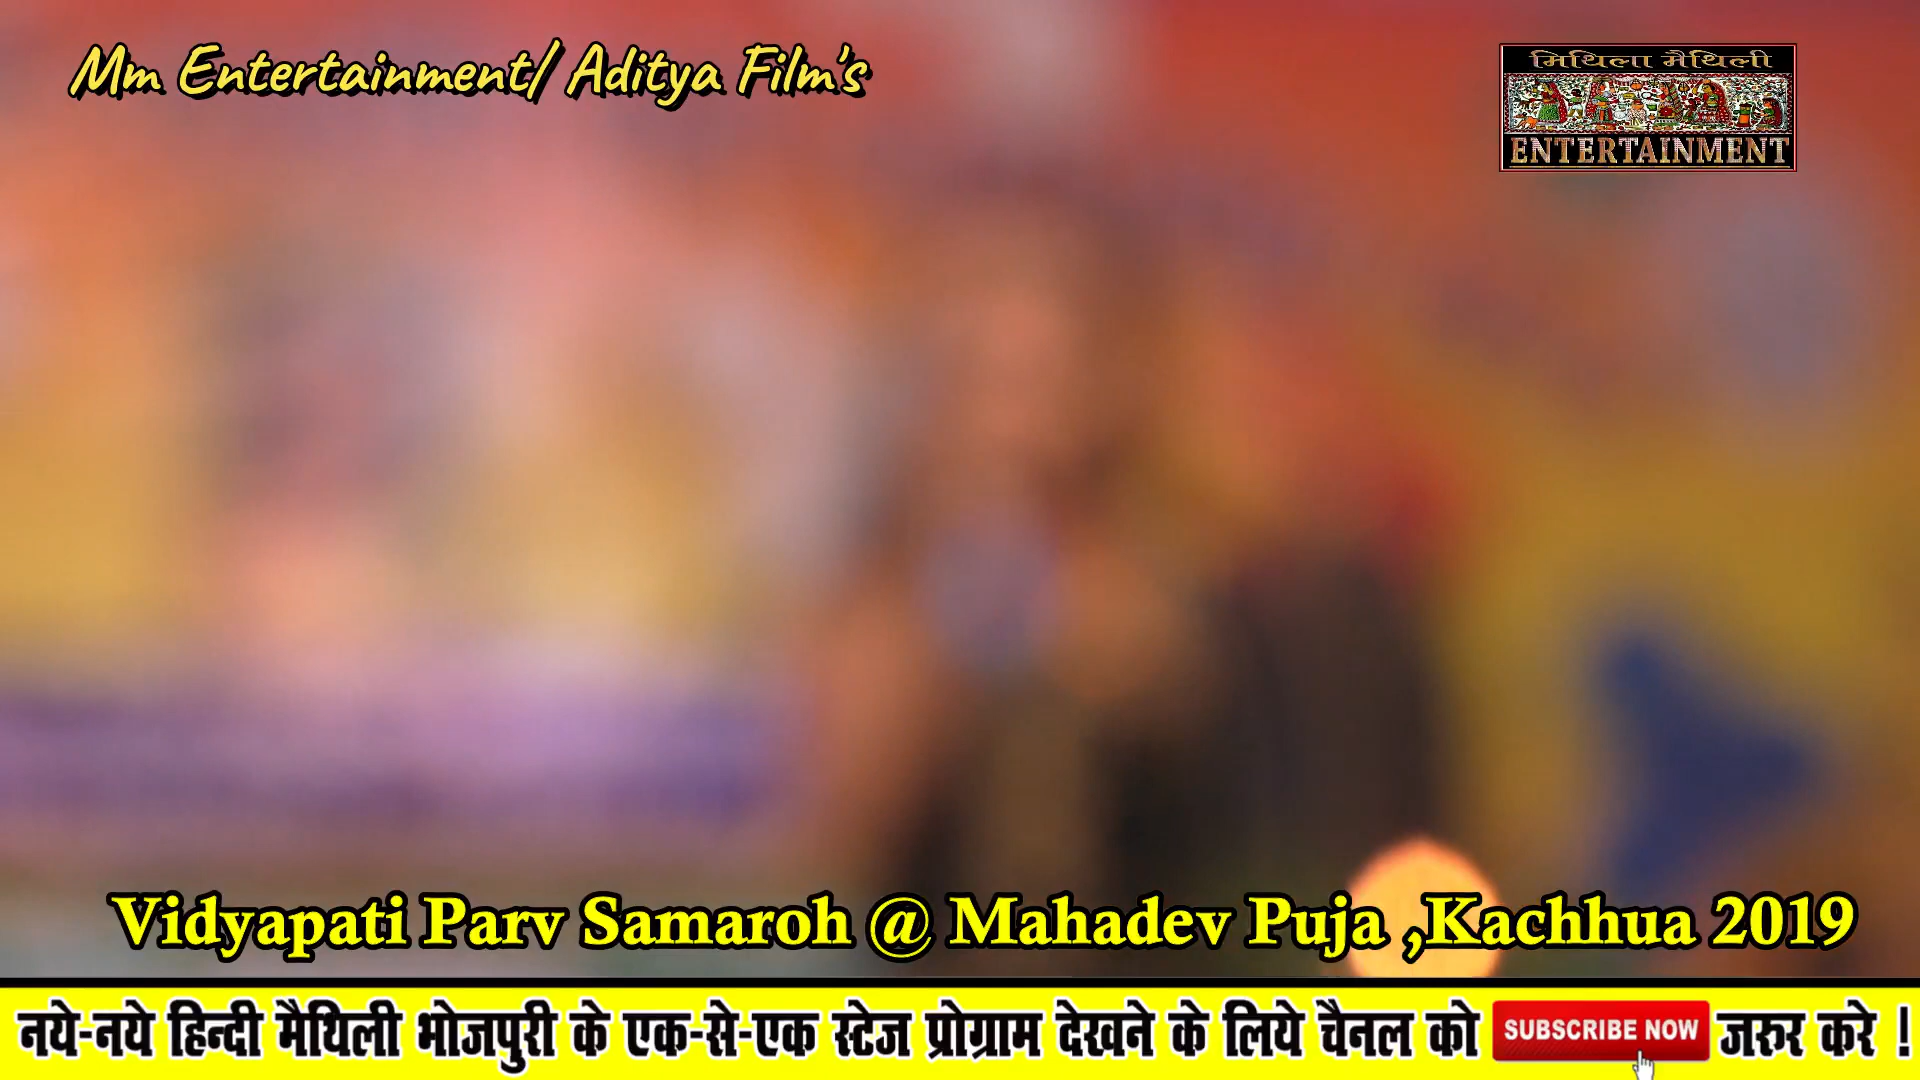 Mm Entertainment/ Aditya Film's
मिथिला मैथिली
ENTERTAINMENT
Vidyapati Parv Samaroh @ Mahadev Puja ,Kachhua 2019
नये-नये हिन्दी मैथिली भोजपुरी के एक-से-एक स्टेज प्रोग्राम देखने के लिये चैनल को SUBSCRIBE NOW जरुर करे !